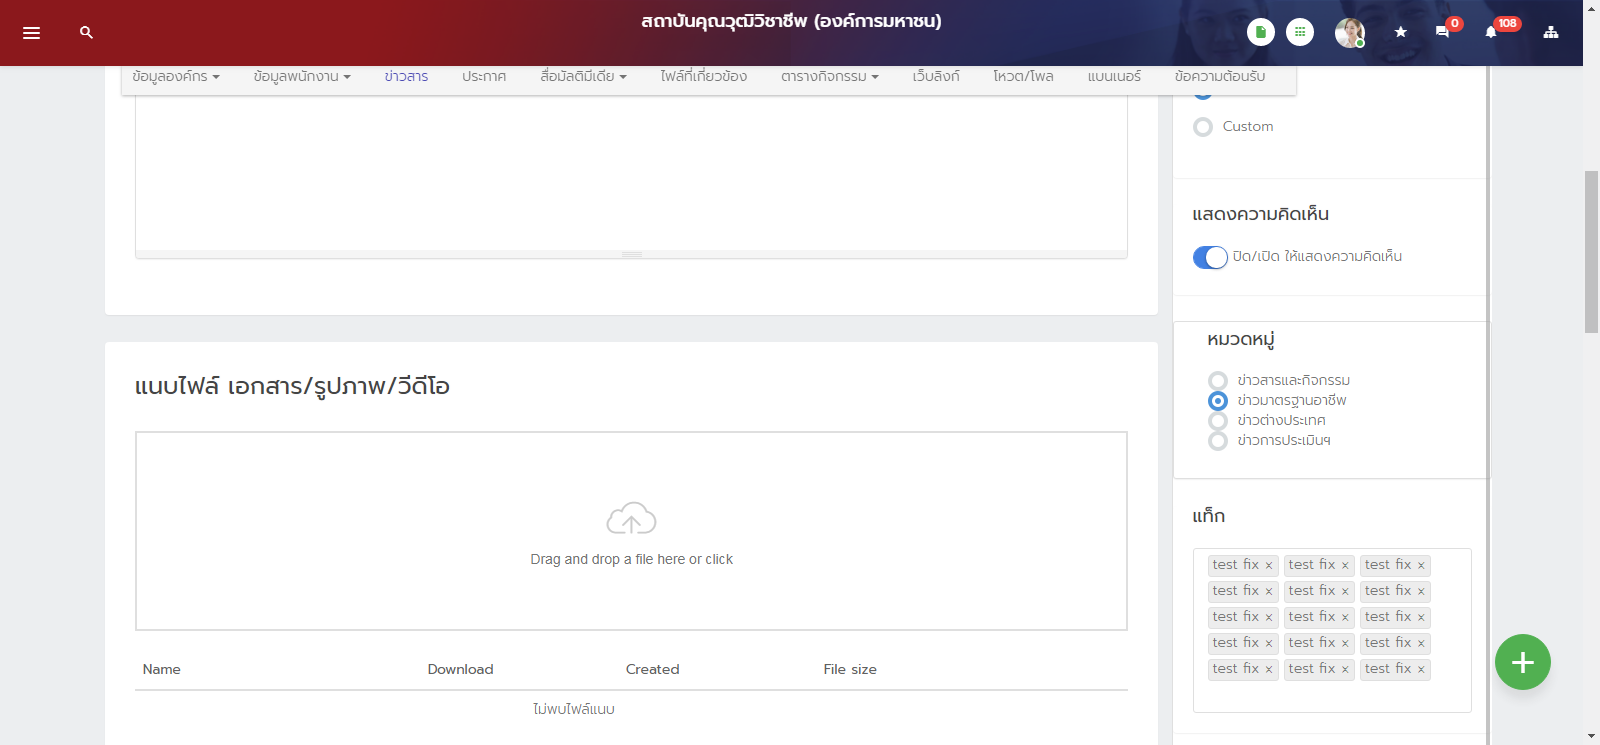 สถาบันคุณวุฒิวิชาชีพ (องค์การมหาชน)
0
108
ข้อมูลองค์กร ข้อมูลพนักงาน ข่าวสาร ประกาศ สื่อมัลติมีเดีย ไฟล์ที่เกี่ยวข้อง ตารางกิจกรรม เว็บลิงก์ โหวต/โพล แบนเนอร์ ข้อความต้อนรับ
Custom
แสดงความคิดเห็น
ปิด/เปิด ให้แสดงความคิดเห็น
หมวดหมู่
ข่าวสารและกิจกรรม
ข่าวมาตรฐานอาชีพ
ข่าวต่างประเทศ
ข่าวการประเมินฯ
แท็ก
test fix × test fix × test fix ×
test fix × test fix × test fix ×
test fix × test fix × test fix ×
test fix × test fix × test fix ×
test fix × test fix × test fix ×
แนบไฟล์ เอกสาร/รูปภาพ/วีดีโอ
Drag and drop a file here or click
Name Download Created File size
ไม่พบไฟล์แนบ